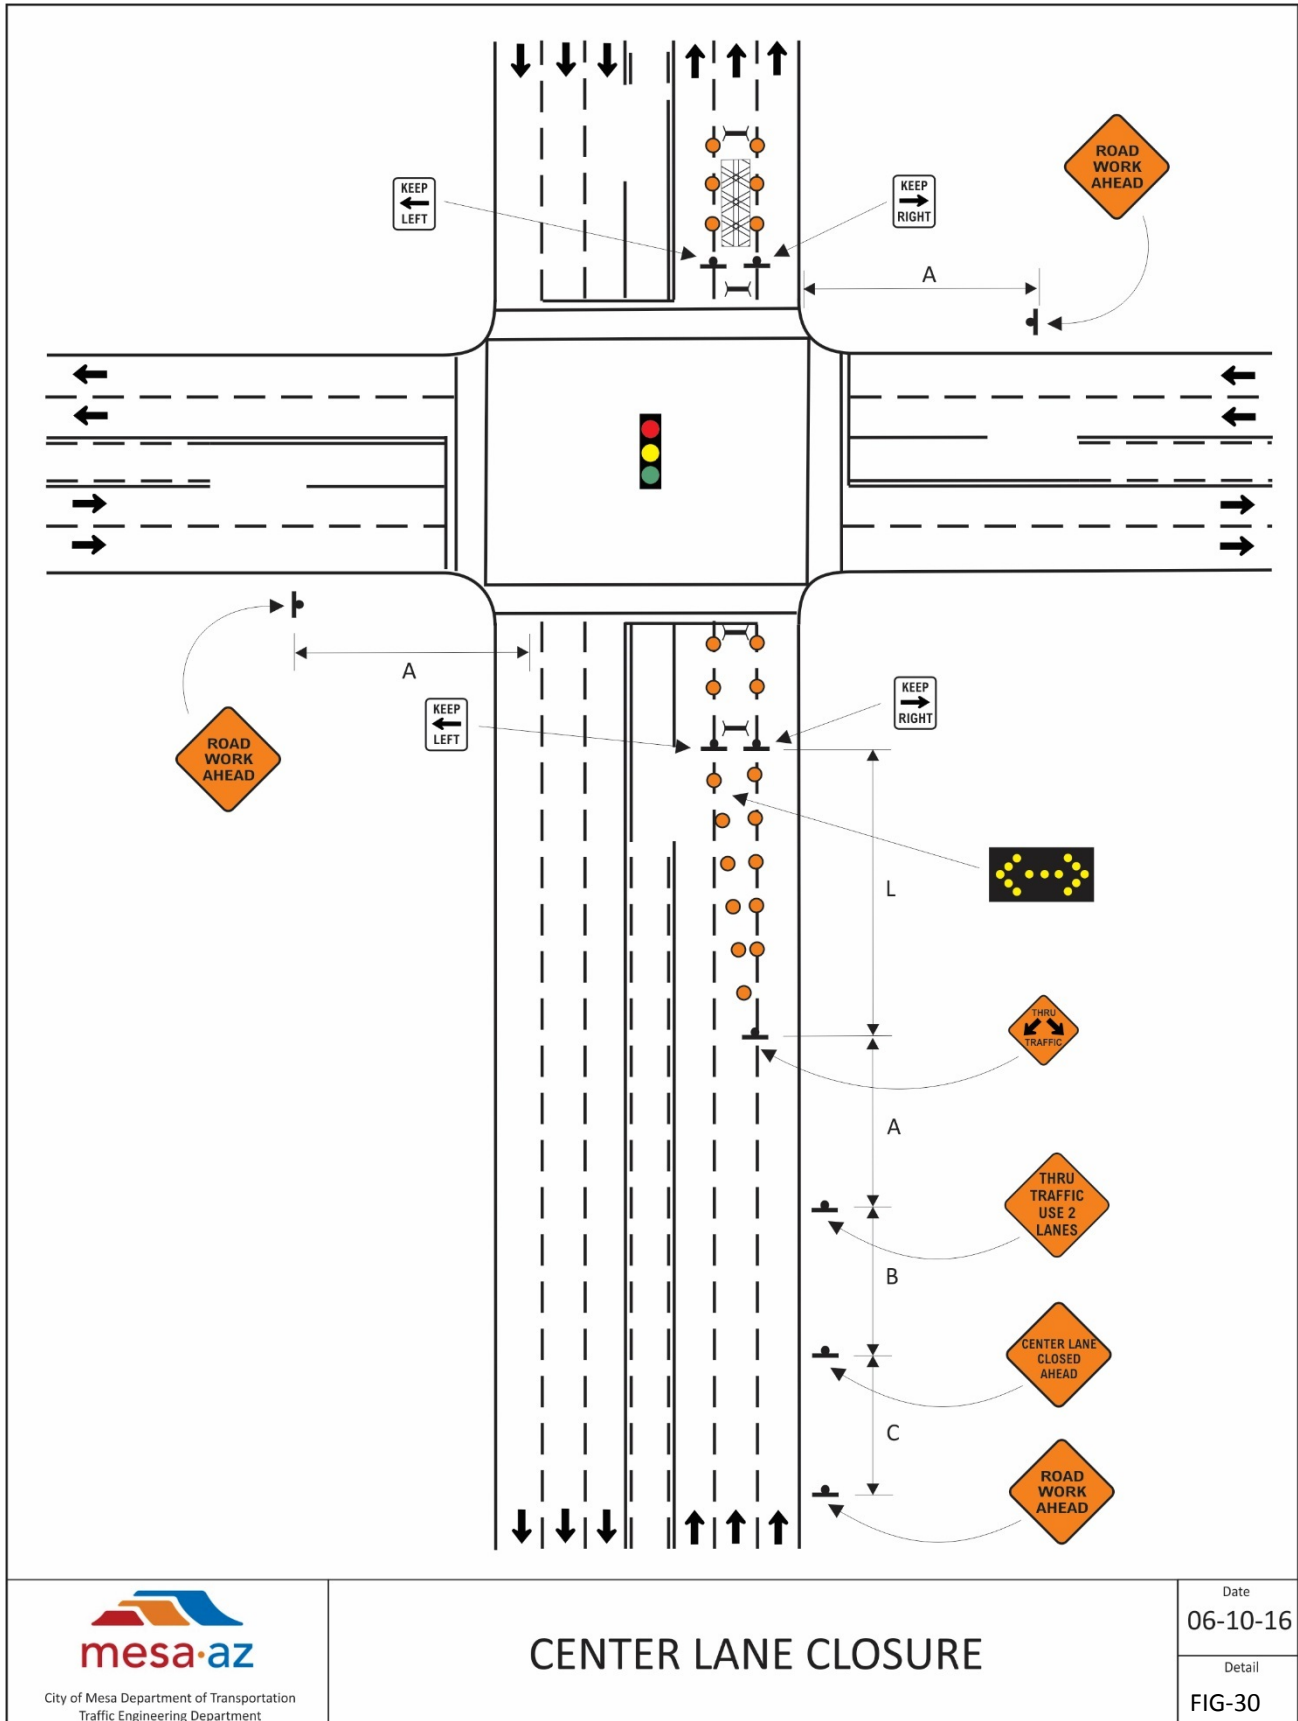 ROAD
WORK
AHEAD
KEEP
LEFT
KEEP
RIGHT
A
A
KEEP
LEFT
KEEP
RIGHT
ROAD
WORK
AHEAD
L
THRU
TRAFFIC
A
THRU
TRAFFIC
USE 2
LANES
B
CENTER LANE
CLOSED
AHEAD
C
ROAD
WORK
AHEAD
mesa·az
City of Mesa Department of Transportation
Traffic Engineering Department
CENTER LANE CLOSURE
Date
06-10-16
Detail
FIG-30